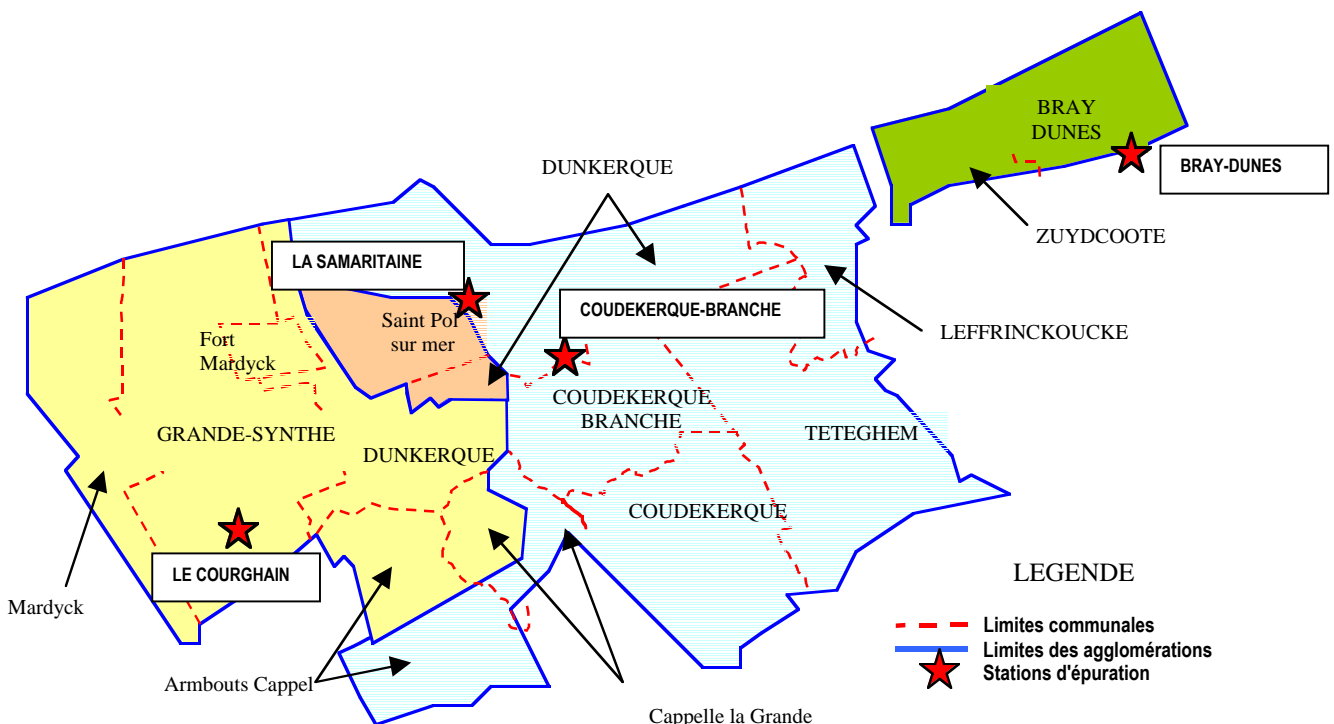 BRAY
DUNES
BRAY-DUNES
DUNKERQUE
ZUYDCOOTE
LA SAMARITAINE
COUDEKERQUE-BRANCHE
Saint Pol
sur mer
LEFFRINCKOUCKE
Fort
Mardyck
COUDEKERQUE
BRANCHE
GRANDE-SYNTHE
TETEGHEM
DUNKERQUE
COUDEKERQUE
LE COURGHAIN
Mardyck
Armbouts Cappel
Cappelle la Grande
LEGENDE
Limites communales
Limites des agglomérations
Stations d'épuration